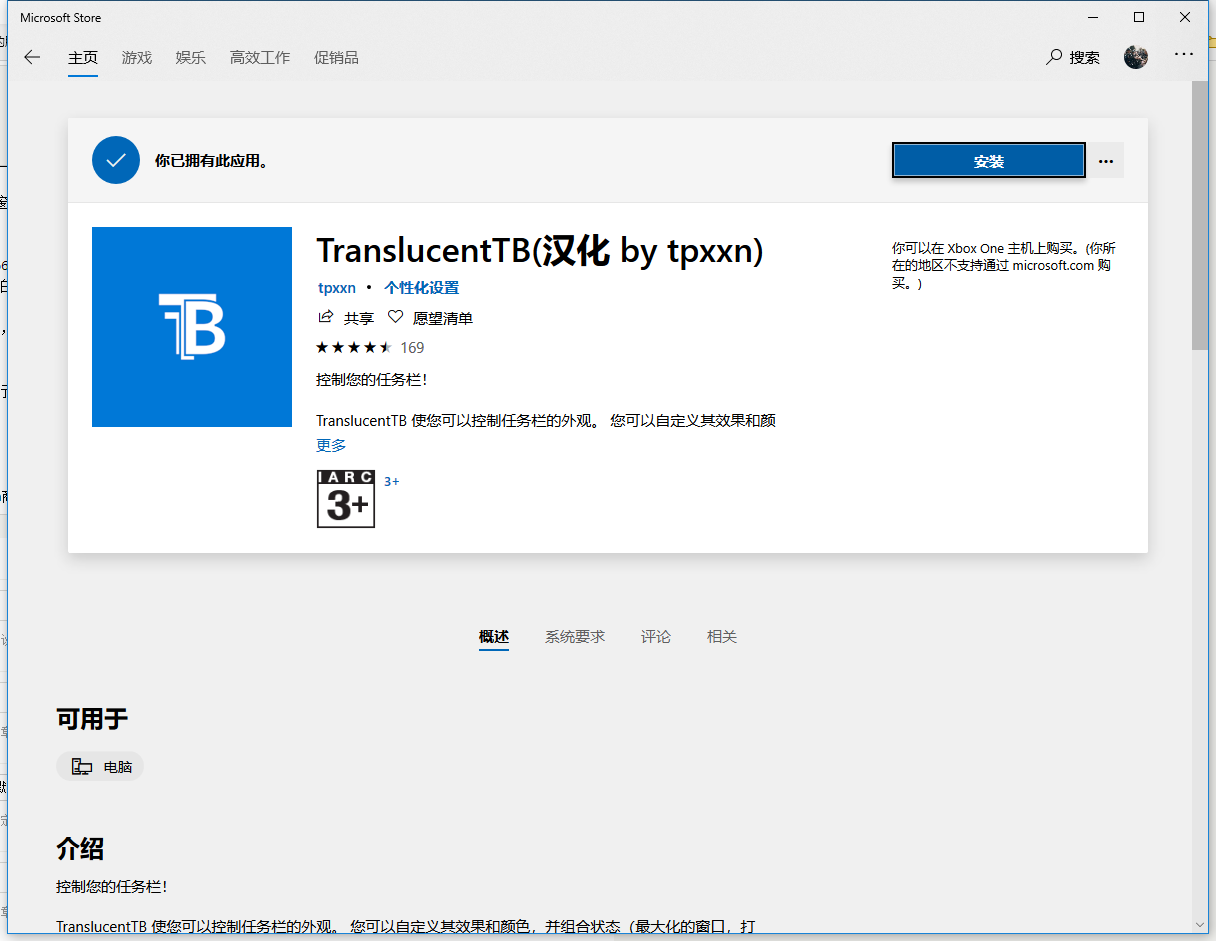 Microsoft Store
主页 游戏 娱乐 高效工作 促销品 搜索
你已拥有此应用。
安装
TB
TranslucentTB(汉化 by tpxxn)
tpxxn • 个性化设置
共享 愿望清单
169
控制您的任务栏！
TranslucentTB 使您可以控制任务栏的外观。 您可以自定义其效果和颜
更多
IARC
3+
3+
你可以在 Xbox One 主机上购买。(你所
在的地区不支持通过 microsoft.com 购
买。)
概述 系统要求 评论 相关
可用于
电脑
介绍
控制您的任务栏！
TranslucentTB 使您可以控制任务栏的外观。 您可以自定义其效果和颜色，并组合状态（最大化的窗口，打